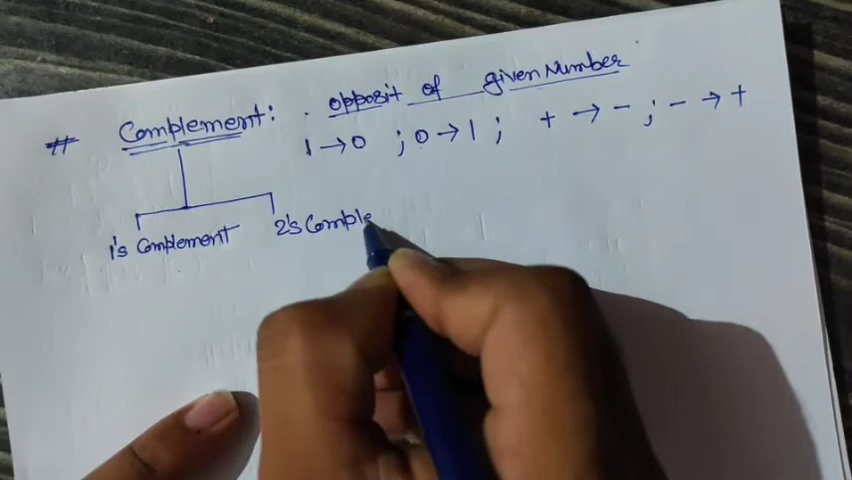 # Complement: opposit of given Number
1 → 0 ; 0 → 1 ; + → - ; - → +
1's Complement 2's Comple